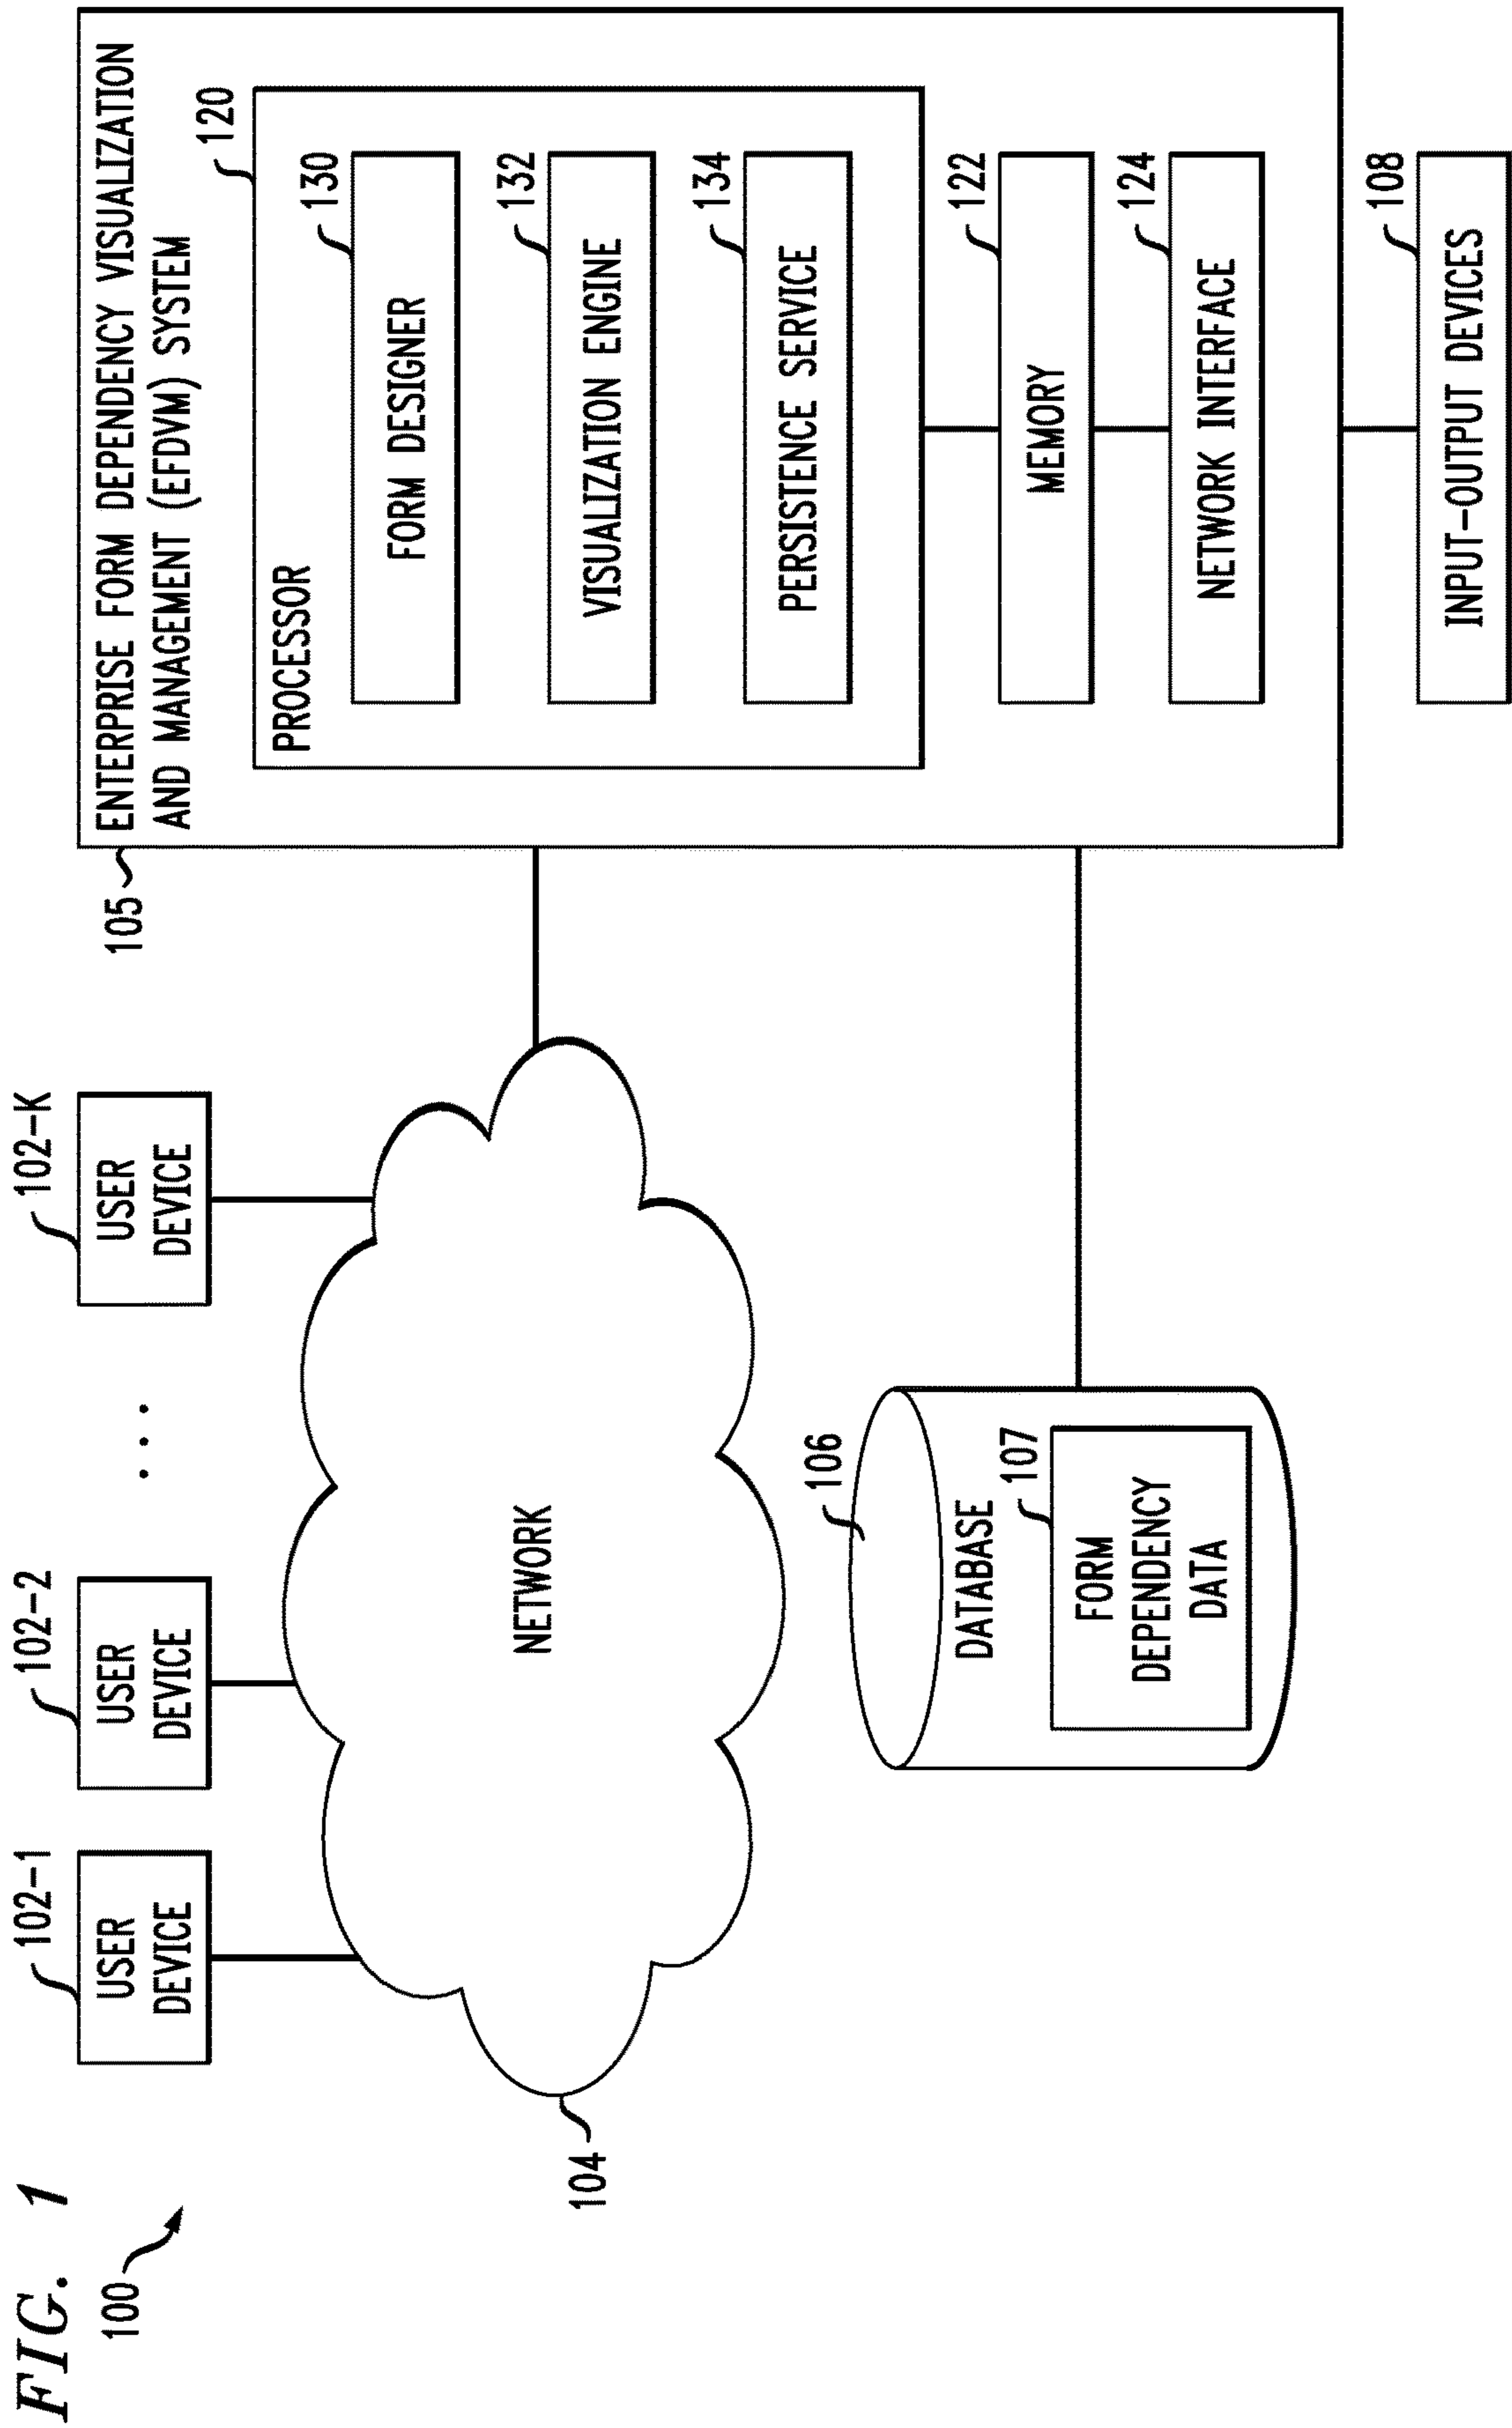 FIG. 1
100
102-1
USER
DEVICE
102-2
USER
DEVICE
...
102-K
USER
DEVICE
104
NETWORK
106
DATABASE
107
FORM
DEPENDENCY
DATA
105
ENTERPRISE FORM DEPENDENCY VISUALIZATION
AND MANAGEMENT (EFDVM) SYSTEM
120
PROCESSOR
130
FORM DESIGNER
132
VISUALIZATION ENGINE
134
PERSISTENCE SERVICE
122
MEMORY
124
NETWORK INTERFACE
108
INPUT-OUTPUT DEVICES